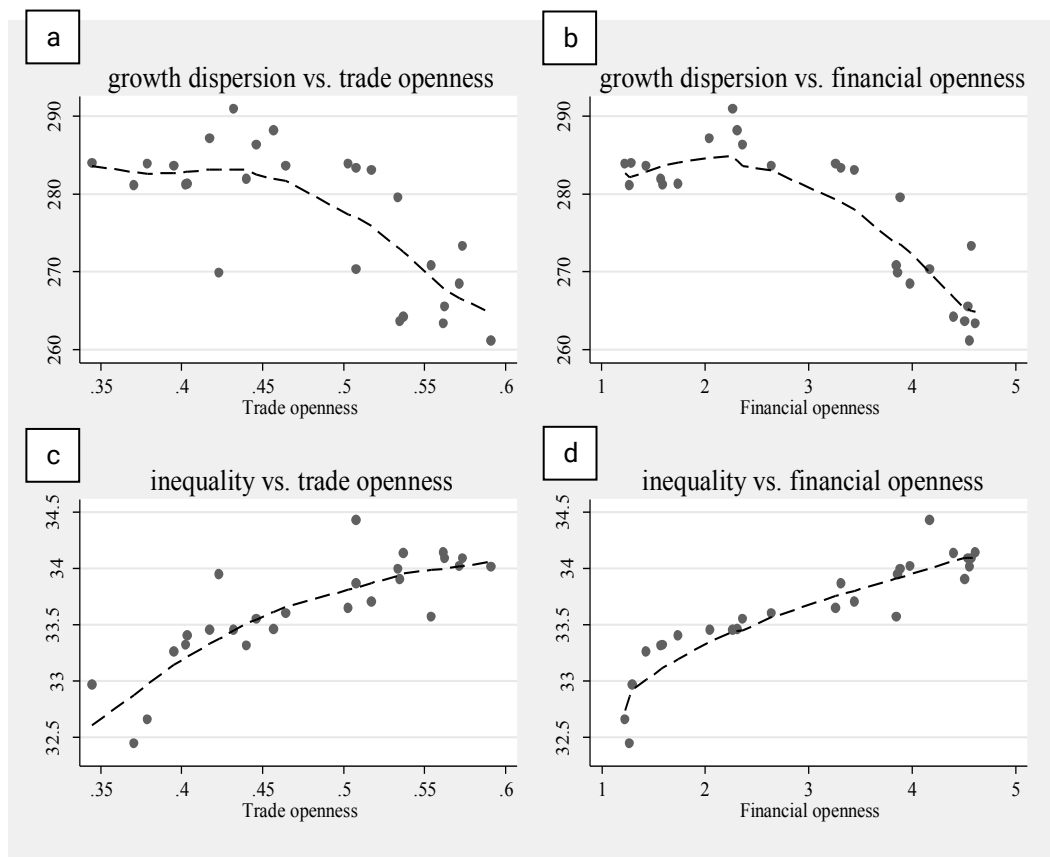 a
growth dispersion vs. trade openness
290
280
270
260
.35 .4 .45 .5 .55 .6
Trade openness
b
growth dispersion vs. financial openness
290
280
270
260
1 2 3 4 5
Financial openness
c
inequality vs. trade openness
34.5
34
33.5
33
32.5
.35 .4 .45 .5 .55 .6
Trade openness
d
inequality vs. financial openness
34.5
34
33.5
33
32.5
1 2 3 4 5
Financial openness